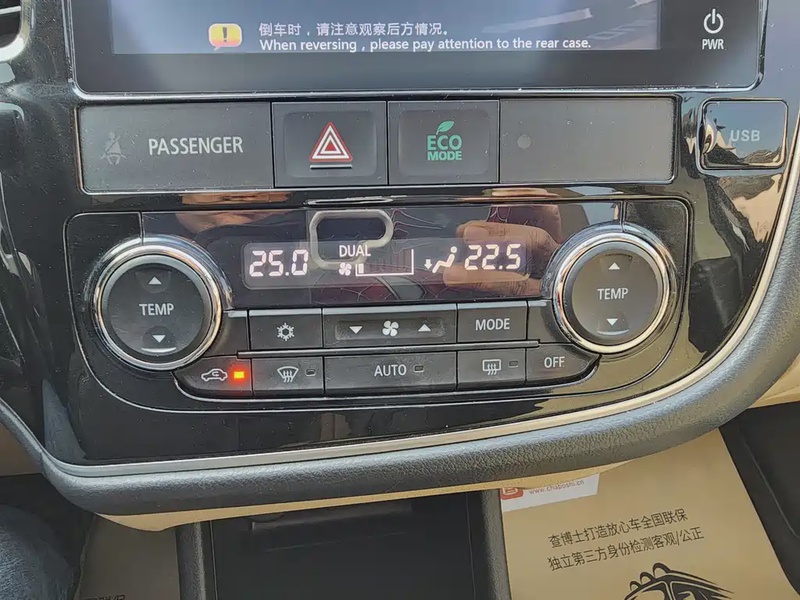 倒车时，请注意观察后方情况。
When reversing , please pay attention to the rear case.
PWR
PASSENGER
ECO
MODE
USB
DUAL
25.0
22.5
TEMP
TEMP
MODE
AUTO
OFF
www.chaboshi.cn
查博士打造放心车全国联保
独立第三方身份检测客观/公正